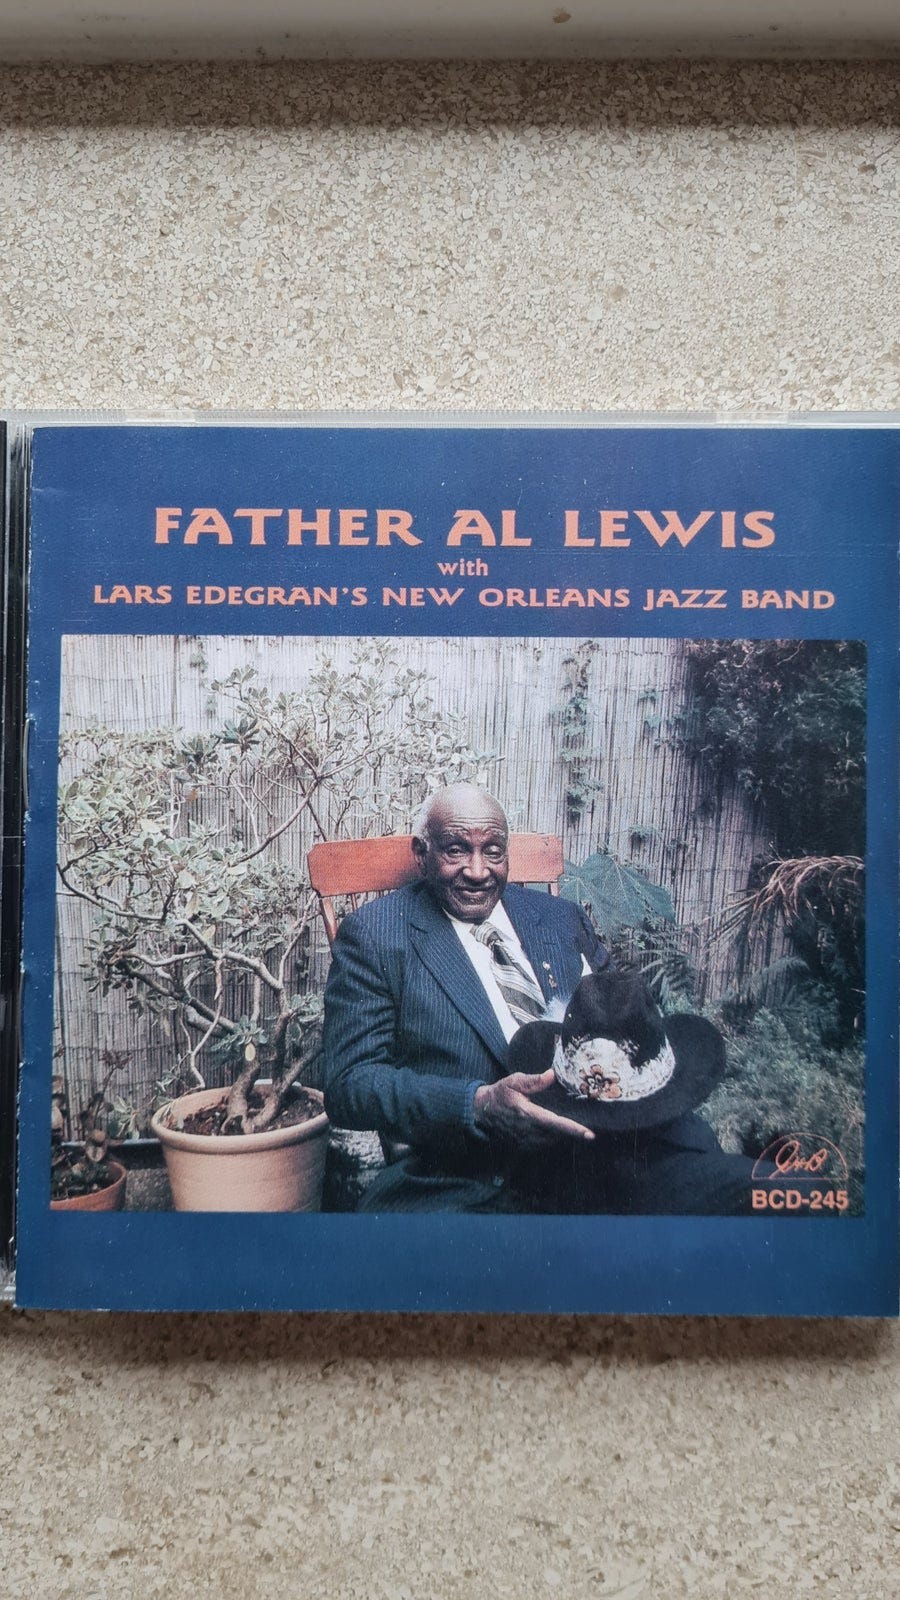 FATHER AL LEWIS
with
LARS EDEGRAN'S NEW ORLEANS JAZZ BAND
BCD-245